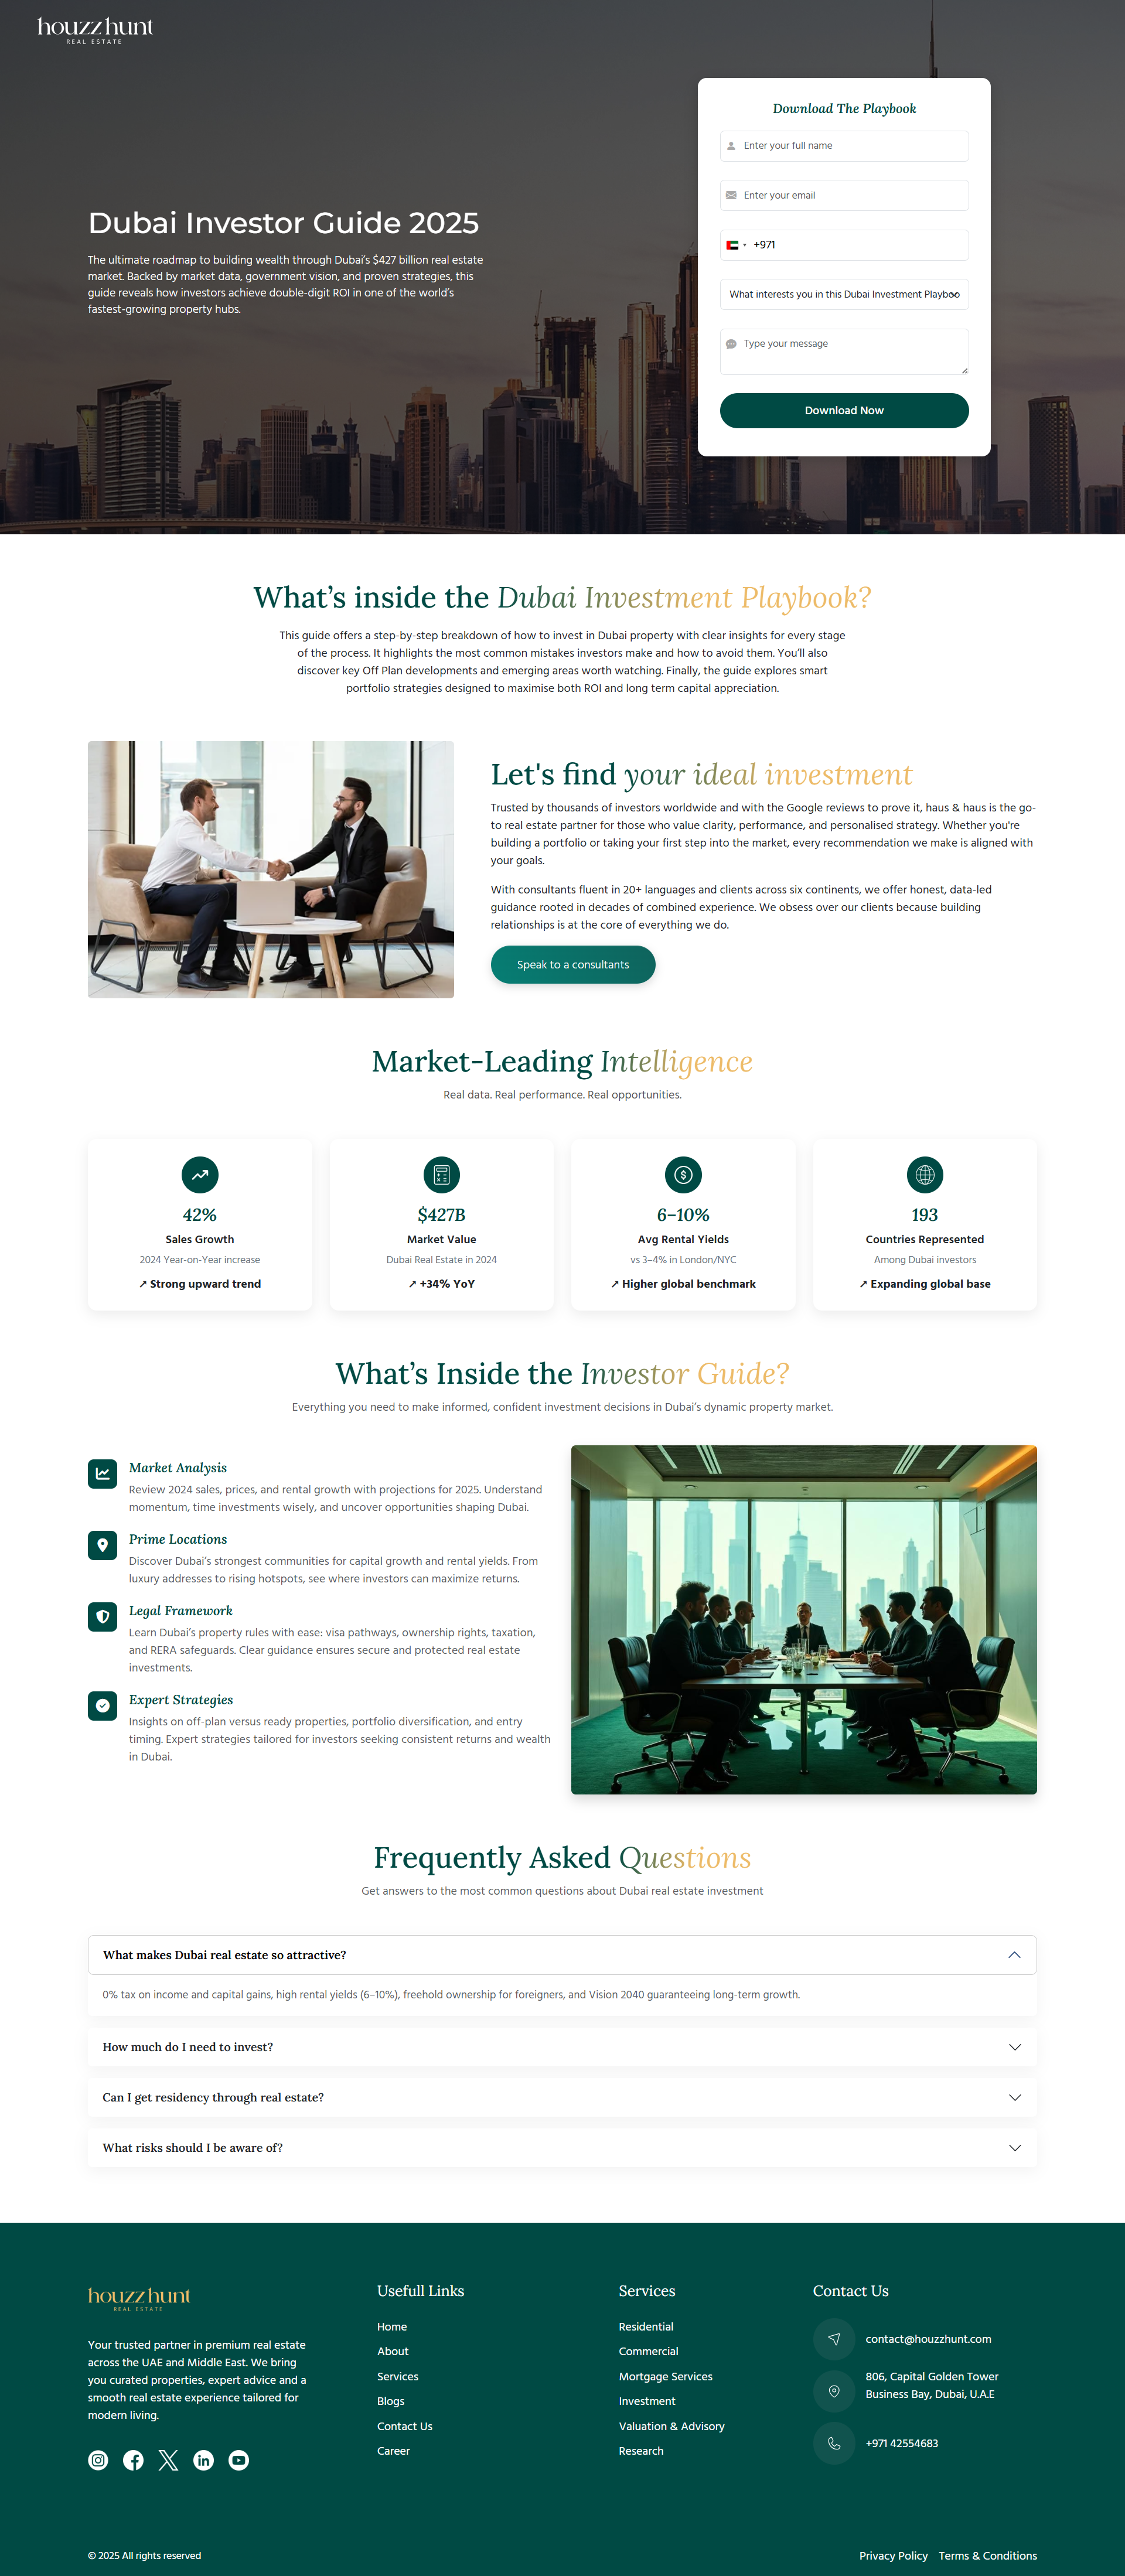 houzzhunt
REAL ESTATE
Download The Playbook
Enter your full name
Enter your email
+971
What interests you in this Dubai Investment Playboo
Type your message
Download Now
Dubai Investor Guide 2025
The ultimate roadmap to building wealth through Dubai’s $427 billion real estate
market. Backed by market data, government vision, and proven strategies, this
guide reveals how investors achieve double-digit ROI in one of the world’s
fastest-growing property hubs.
What’s inside the Dubai Investment Playbook?
This guide offers a step-by-step breakdown of how to invest in Dubai property with clear insights for every stage
of the process. It highlights the most common mistakes investors make and how to avoid them. You’ll also
discover key Off Plan developments and emerging areas worth watching. Finally, the guide explores smart
portfolio strategies designed to maximise both ROI and long term capital appreciation.
Let's find your ideal investment
Trusted by thousands of investors worldwide and with the Google reviews to prove it, haus & haus is the go-
to real estate partner for those who value clarity, performance, and personalised strategy. Whether you're
building a portfolio or taking your first step into the market, every recommendation we make is aligned with
your goals.
With consultants fluent in 20+ languages and clients across six continents, we offer honest, data-led
guidance rooted in decades of combined experience. We obsess over our clients because building
relationships is at the core of everything we do.
Speak to a consultants
Market-Leading Intelligence
Real data. Real performance. Real opportunities.
42%
Sales Growth
2024 Year-on-Year increase
↗ Strong upward trend
$427B
Market Value
Dubai Real Estate in 2024
↗ +34% YoY
6–10%
Avg Rental Yields
vs 3–4% in London/NYC
↗ Higher global benchmark
193
Countries Represented
Among Dubai investors
↗ Expanding global base
What’s Inside the Investor Guide?
Everything you need to make informed, confident investment decisions in Dubai’s dynamic property market.
Market Analysis
Review 2024 sales, prices, and rental growth with projections for 2025. Understand
momentum, time investments wisely, and uncover opportunities shaping Dubai.
Prime Locations
Discover Dubai’s strongest communities for capital growth and rental yields. From
luxury addresses to rising hotspots, see where investors can maximize returns.
Legal Framework
Learn Dubai’s property rules with ease: visa pathways, ownership rights, taxation,
and RERA safeguards. Clear guidance ensures secure and protected real estate
investments.
Expert Strategies
Insights on off-plan versus ready properties, portfolio diversification, and entry
timing. Expert strategies tailored for investors seeking consistent returns and wealth
in Dubai.
Frequently Asked Questions
Get answers to the most common questions about Dubai real estate investment
What makes Dubai real estate so attractive?
0% tax on income and capital gains, high rental yields (6–10%), freehold ownership for foreigners, and Vision 2040 guaranteeing long-term growth.
How much do I need to invest?
Can I get residency through real estate?
What risks should I be aware of?
houzzhunt
REAL ESTATE
Your trusted partner in premium real estate
across the UAE and Middle East. We bring
you curated properties, expert advice and a
smooth real estate experience tailored for
modern living.
Usefull Links
Home
About
Services
Blogs
Contact Us
Career
Services
Residential
Commercial
Mortgage Services
Investment
Valuation & Advisory
Research
Contact Us
contact@houzzhunt.com
806, Capital Golden Tower
Business Bay, Dubai, U.A.E
+971 42554683
© 2025 All rights reserved
Privacy Policy Terms & Conditions